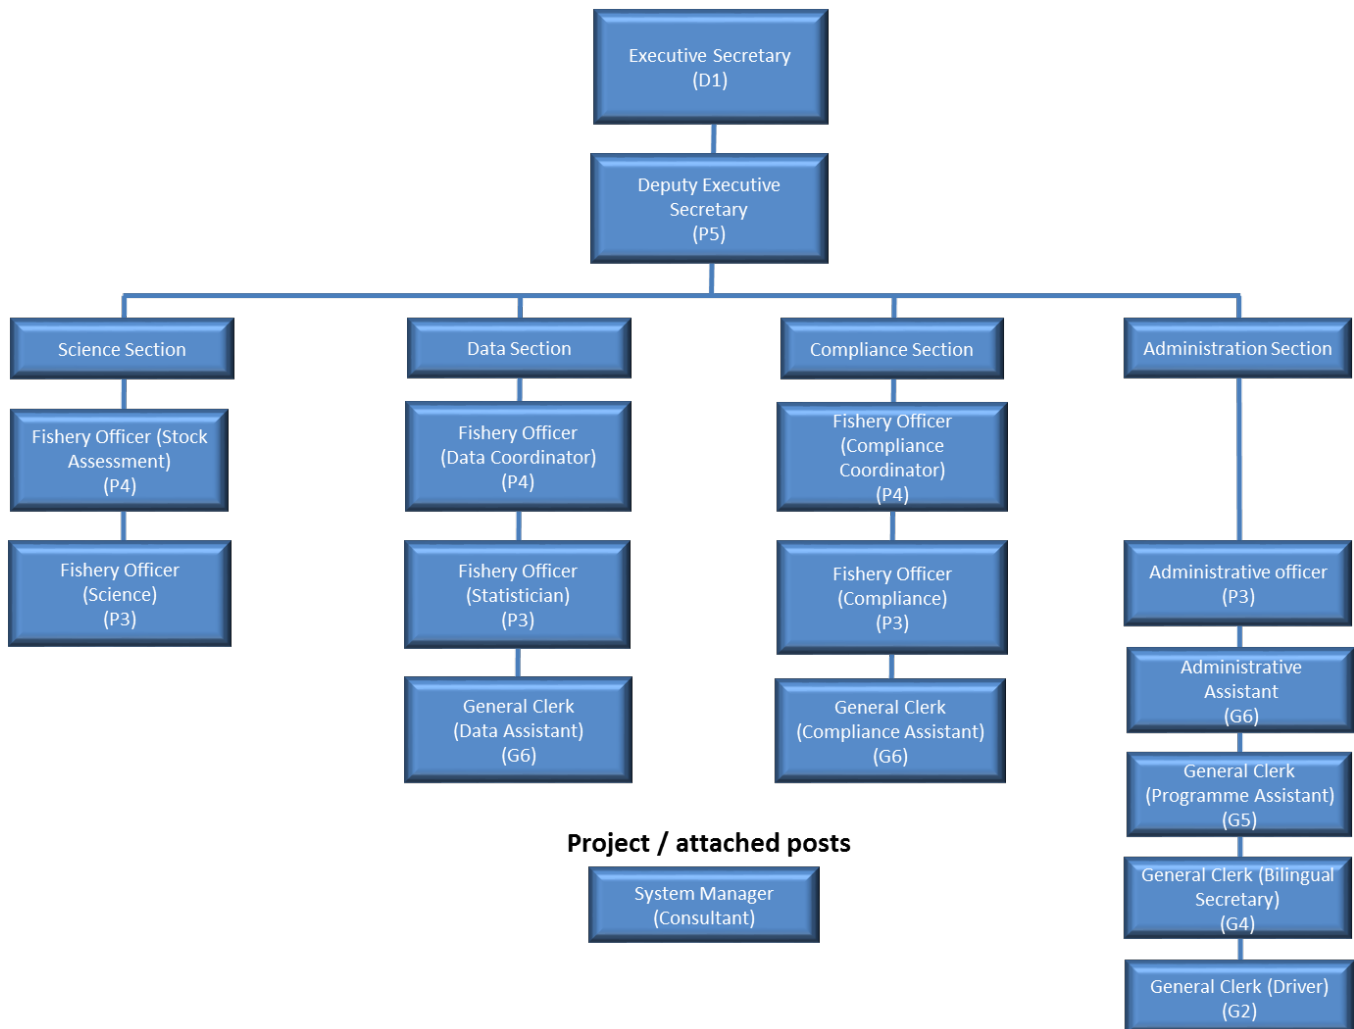 Executive Secretary
(D1)
Deputy Executive
Secretary
(P5)
Science Section
Data Section
Compliance Section
Administration Section
Fishery Officer (Stock
Assessment)
(P4)
Fishery Officer
(Data Coordinator)
(P4)
Fishery Officer
(Compliance
Coordinator)
(P4)
Fishery Officer
(Science)
(P3)
Fishery Officer
(Statistician)
(P3)
Fishery Officer
(Compliance)
(P3)
Administrative officer
(P3)
General Clerk
(Data Assistant)
(G6)
General Clerk
(Compliance Assistant)
(G6)
Administrative
Assistant
(G6)
General Clerk
(Programme Assistant)
(G5)
General Clerk (Bilingual
Secretary)
(G4)
General Clerk (Driver)
(G2)
Project / attached posts
System Manager
(Consultant)